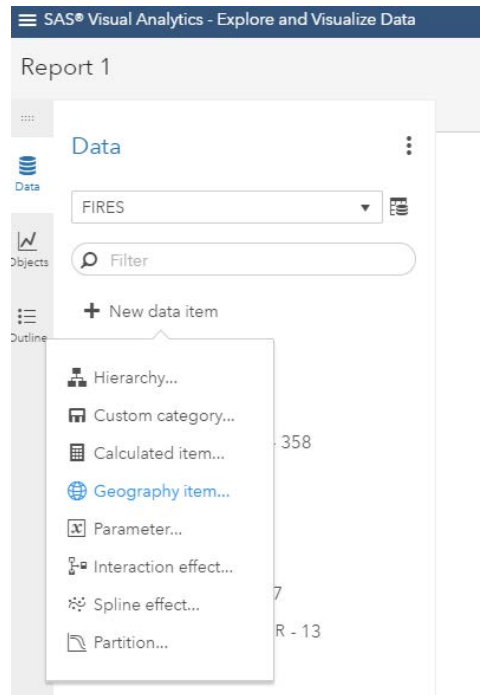 SAS® Visual Analytics - Explore and Visualize Data
Report 1
Data
Data
FIRES
Objects
Filter
Outline
+ New data item
Hierarchy...
Custom category...
- 358
Calculated item...
Geography item...
x Parameter...
Interaction effect...
7
Spline effect...
R - 13
Partition...